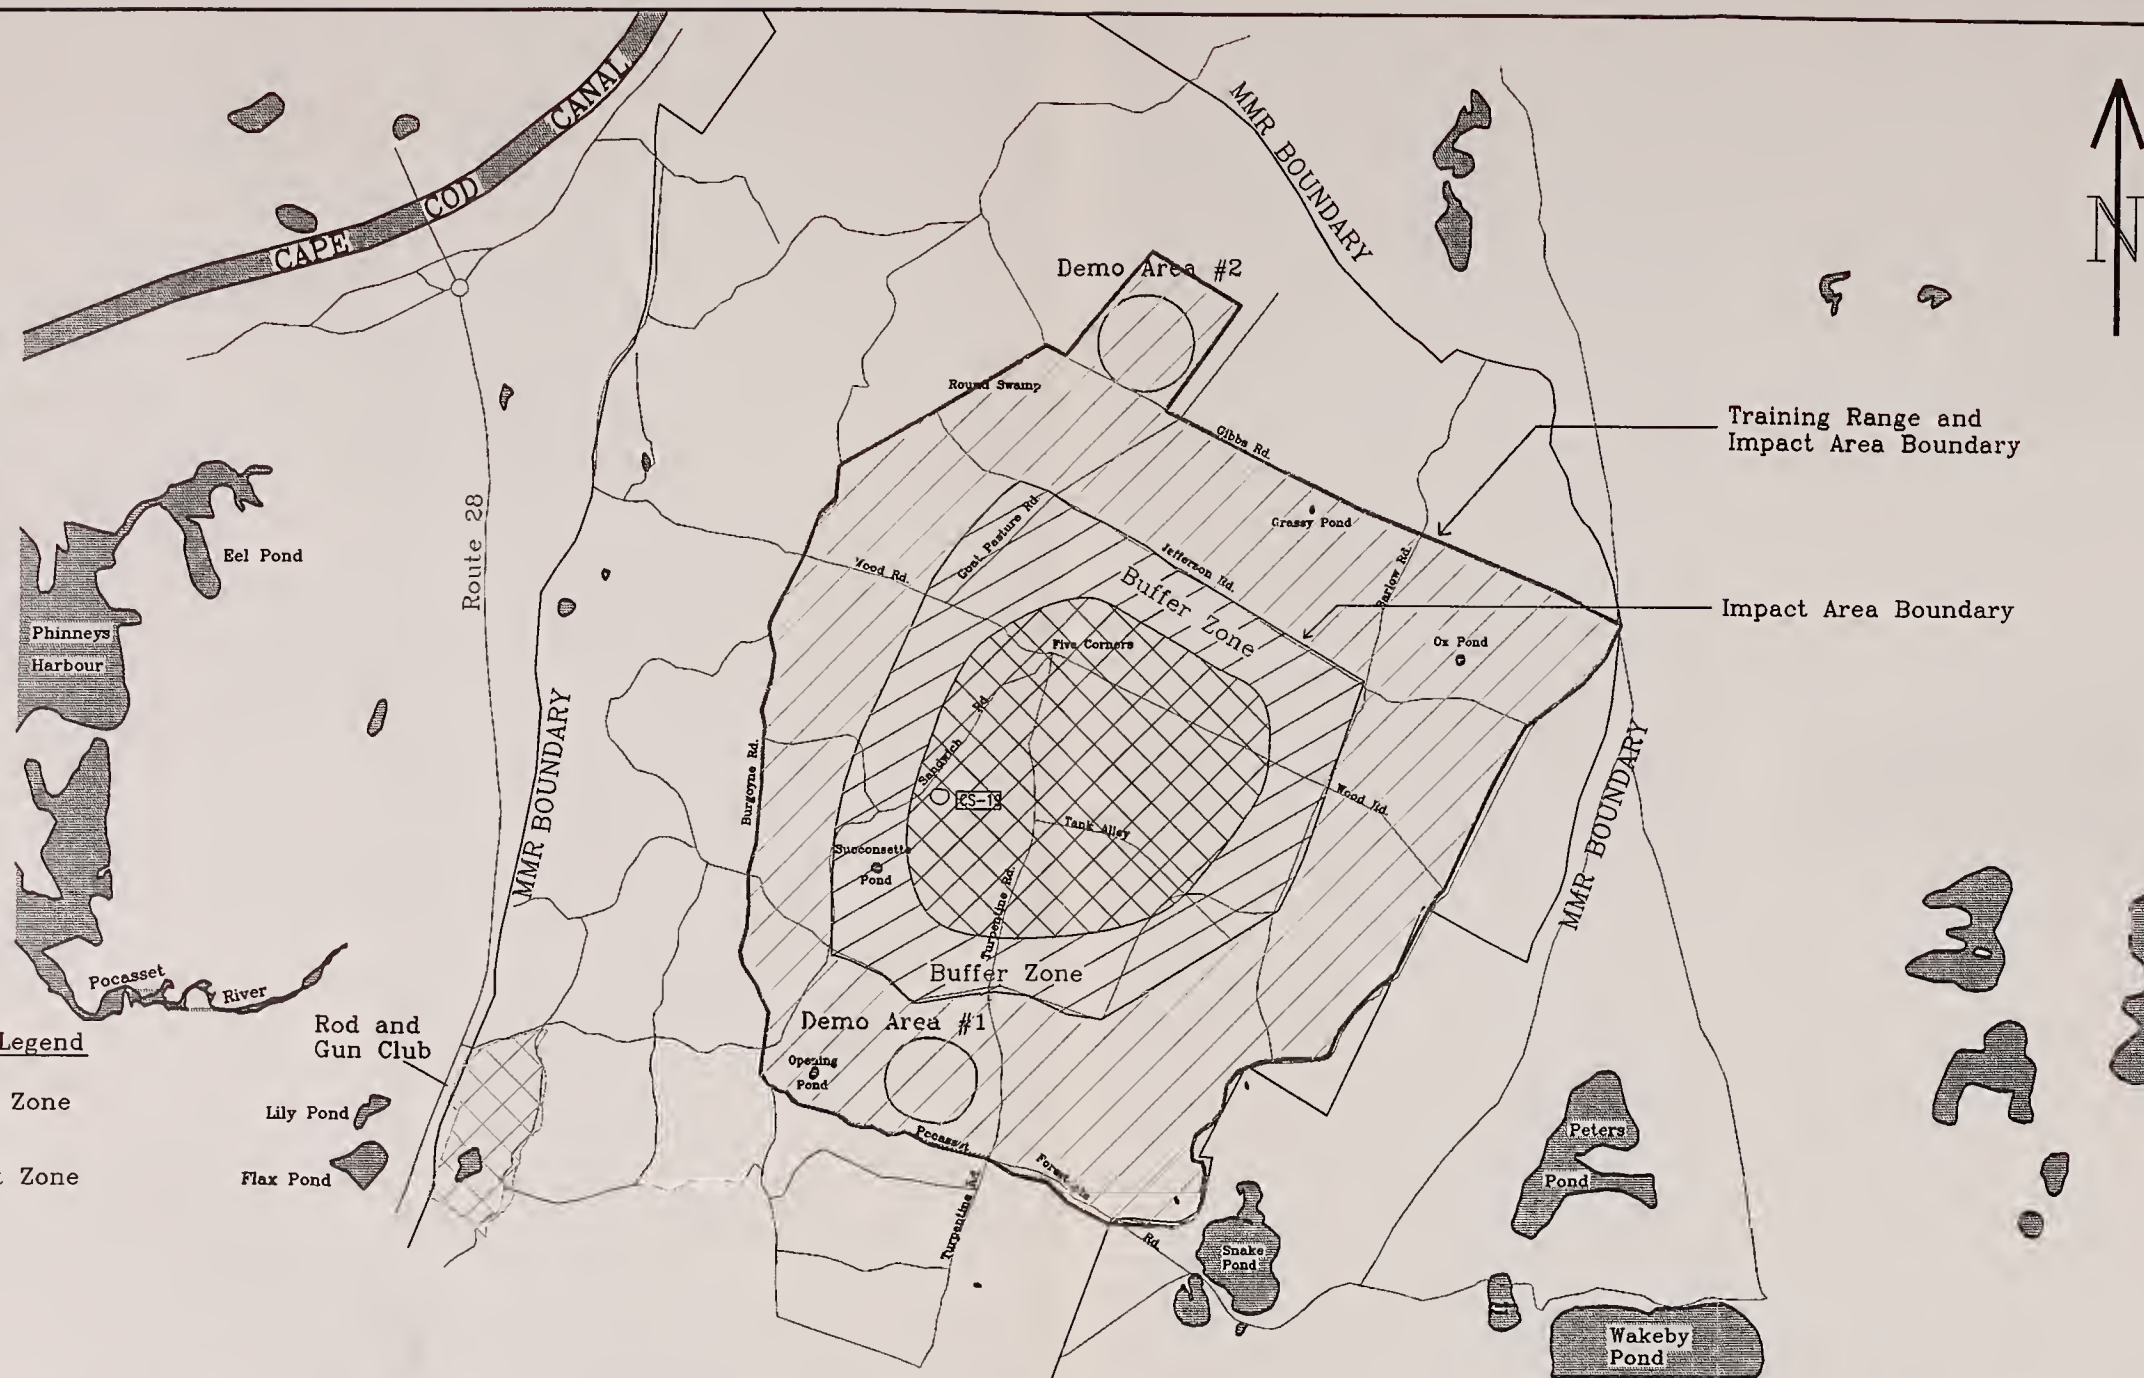 CAPE COD CANAL
MMR BOUNDARY
N
Demo Area #2
Round Swamp
Gibbs Rd.
Training Range and
Impact Area Boundary
Route 28
Eel Pond
Goat Pasture Rd.
Grassy Pond
Wood Rd.
Jefferson Rd.
Barlow Rd.
Buffer Zone
Impact Area Boundary
Phinneys
Harbour
Five Corners
Ox Pond
MMR BOUNDARY
MMR BOUNDARY
Burgoyne Rd.
Sandwich Rd.
CS-19
Wood Rd.
Tank Alley
Succonsette
Pond
Turpentine Rd.
Buffer Zone
Pocasset River
Demo Area #1
Legend
Rod and
Gun Club
Opening
Pond
Zone
Lily Pond
Pocasset
Peters
Pond
Zone
Flax Pond
Turpentine
Rd.
Snake
Pond
Wakeby
Pond